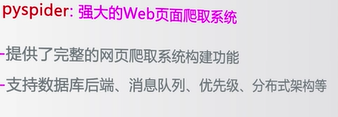 pyspider: 强大的Web页面爬取系统
-提供了完整的网页爬取系统构建功能
-支持数据库后端、消息队列、优先级、分布式架构等